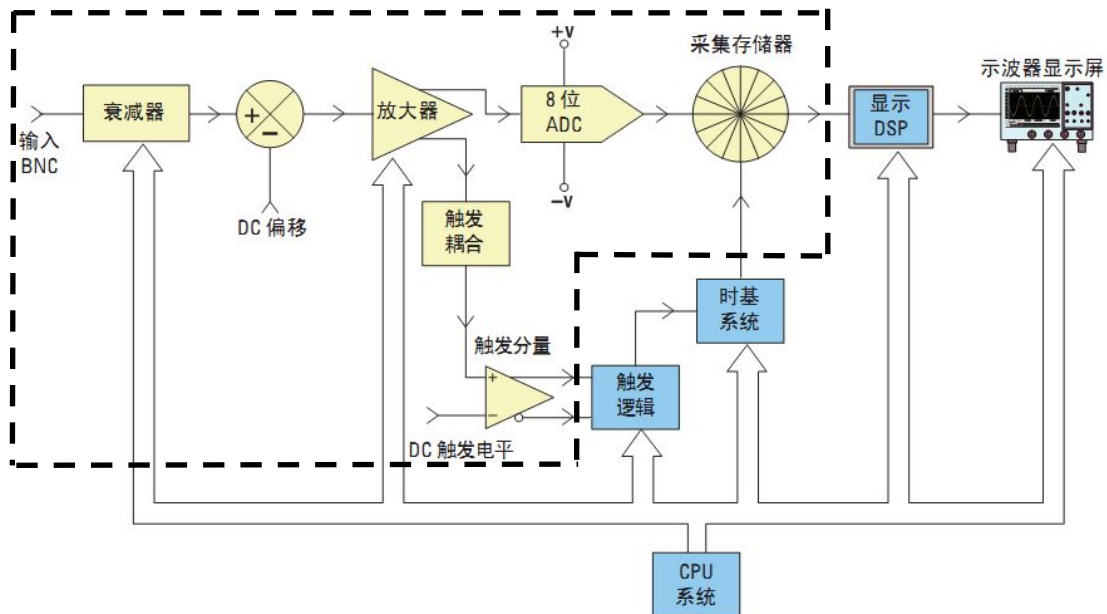 采集存储器
+V
示波器显示屏
输入
BNC
衰减器
+
−
放大器
8 位
ADC
显示
DSP
DC 偏移
−V
触发
耦合
时基
系统
触发分量
+
−
触发
逻辑
DC 触发电平
CPU
系统